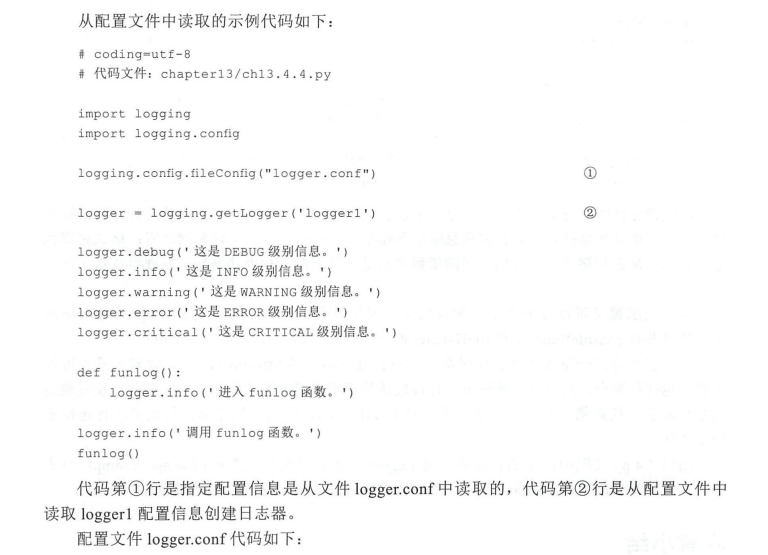 从配置文件中读取的示例代码如下：
# coding=utf-8
# 代码文件：chapter13/ch13.4.4.py
import logging
import logging.config
logging.config.fileConfig("logger.conf") ①
logger = logging.getLogger('logger1') ②
logger.debug('这是 DEBUG 级别信息。')
logger.info('这是 INFO 级别信息。')
logger.warning('这是 WARNING 级别信息。')
logger.error('这是 ERROR 级别信息。')
logger.critical('这是 CRITICAL 级别信息。')
def funlog():
    logger.info('进入 funlog 函数。')
logger.info('调用 funlog 函数。')
funlog()
代码第①行是指定配置信息是从文件 logger.conf 中读取的，代码第②行是从配置文件中
读取 logger1 配置信息创建日志器。
配置文件 logger.conf 代码如下：